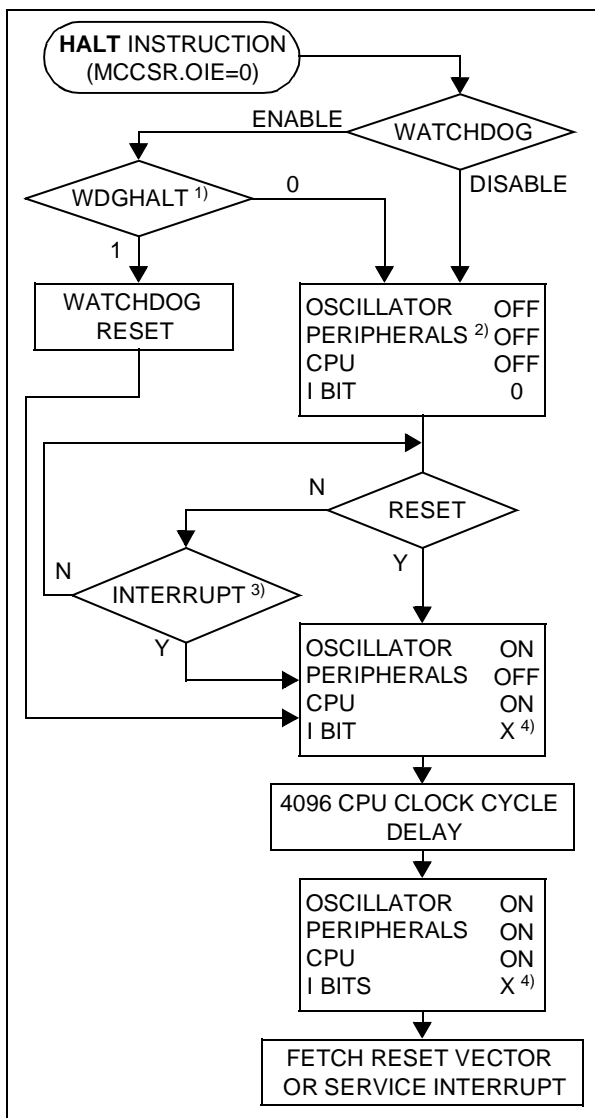 HALT INSTRUCTION
(MCCSR.OIE=0)
ENABLE
WATCHDOG
WDGHALT 1)
0
DISABLE
1
WATCHDOG
RESET
OSCILLATOR OFF
PERIPHERALS 2) OFF
CPU OFF
I BIT 0
N
RESET
Y
N
INTERRUPT 3)
Y
OSCILLATOR ON
PERIPHERALS OFF
CPU ON
I BIT X 4)
4096 CPU CLOCK CYCLE
DELAY
OSCILLATOR ON
PERIPHERALS ON
CPU ON
I BITS X 4)
FETCH RESET VECTOR
OR SERVICE INTERRUPT